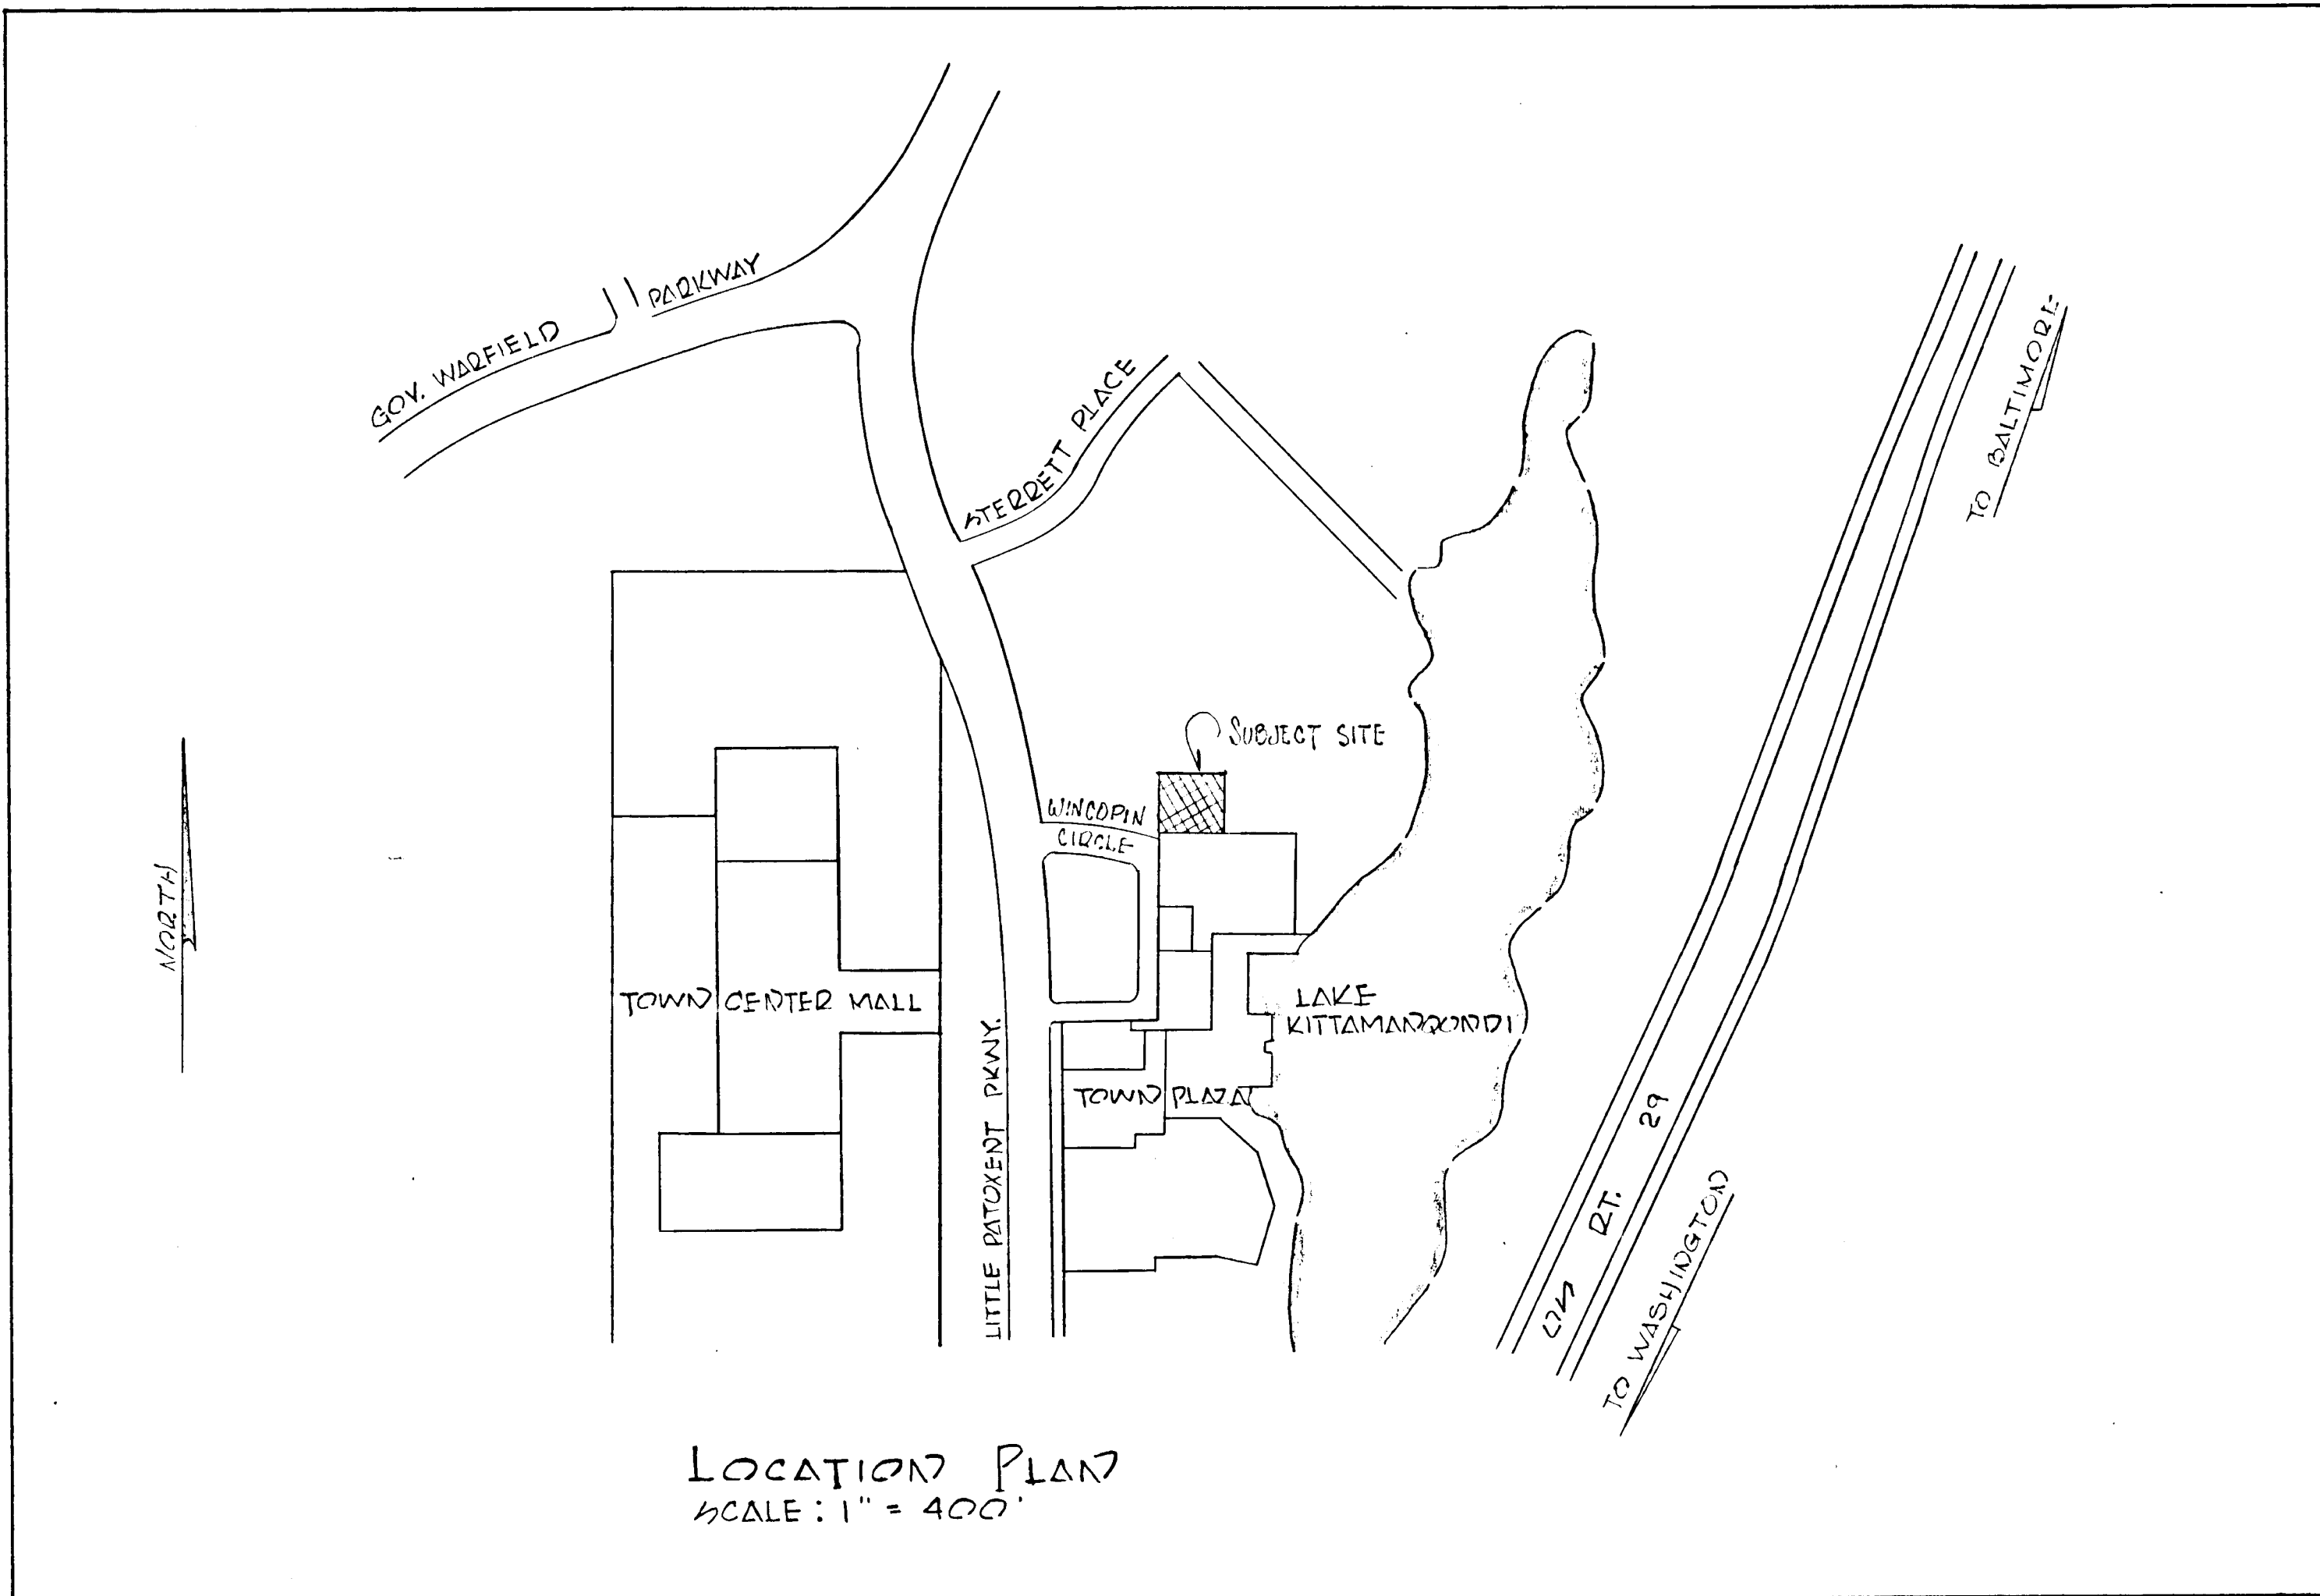 GOV. WARFIELD PARKWAY
STERRETT PLACE
TO BALTIMORE
SUBJECT SITE
WINCOPIN
CIRCLE
NORTH
TOWN CENTER MALL
LAKE
KITTAMAQONDI
LITTLE PATUXENT PKWY.
TOWN PLAZA
US RT. 29
TO WASHINGTON
LOCATION PLAN
SCALE: 1" = 400'